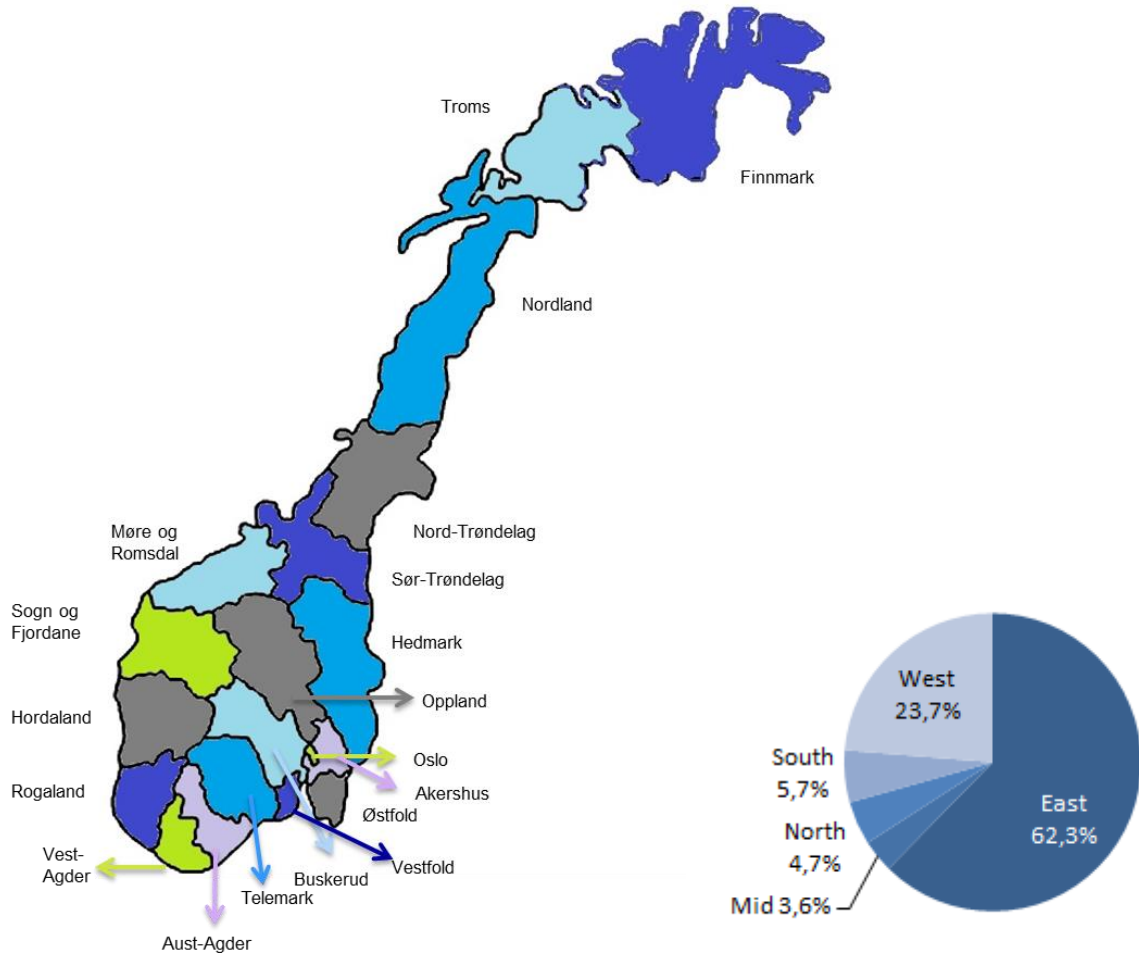 Troms
Finnmark
Nordland
Nord-Trøndelag
Møre og
Romsdal
Sør-Trøndelag
Sogn og
Fjordane
Hedmark
Oppland
Hordaland
Oslo
Rogaland
Akershus
Østfold
Vest-
Agder
Vestfold
Buskerud
Telemark
Aust-Agder
West
23,7%
South
5,7%
East
62,3%
North
4,7%
Mid 3,6%